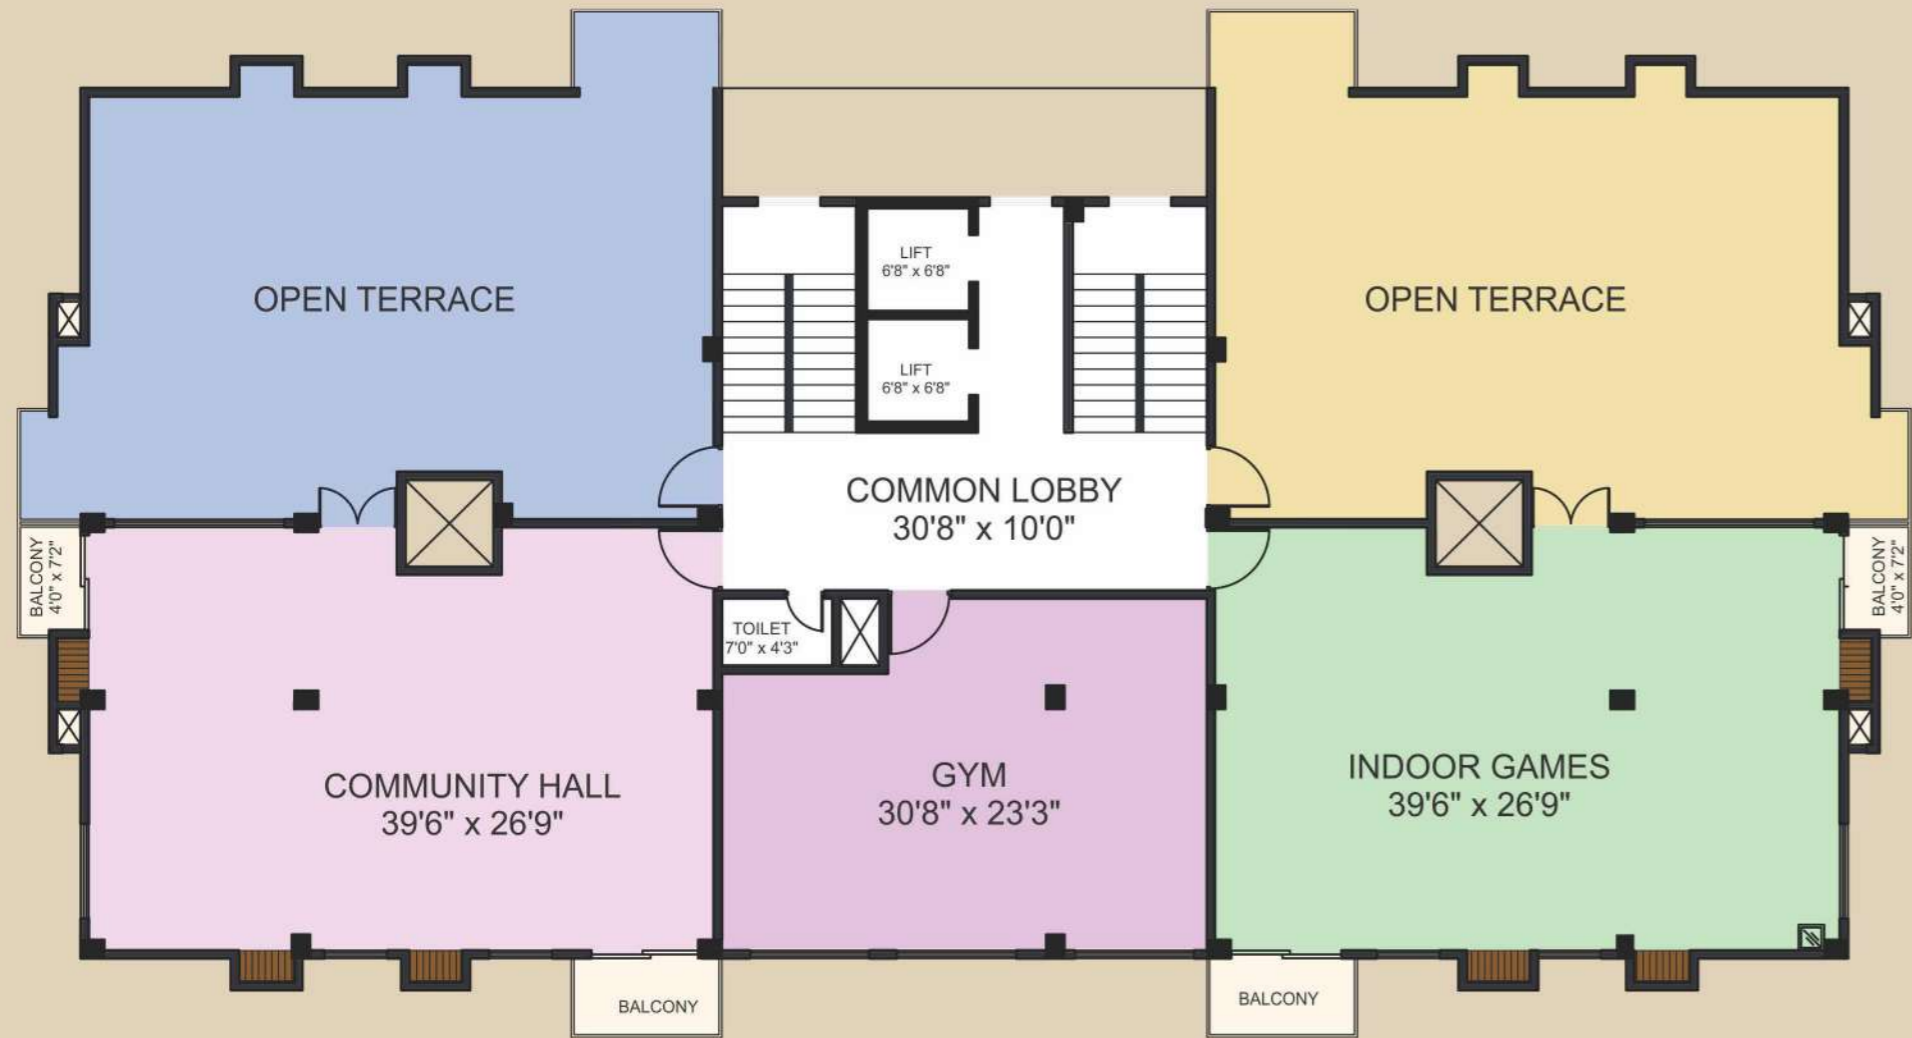 OPEN TERRACE
LIFT
6'8" x 6'8"
LIFT
6'8" x 6'8"
OPEN TERRACE
COMMON LOBBY
30'8" x 10'0"
BALCONY
4'0" x 7'2"
BALCONY
4'0" x 7'2"
TOILET
7'0" x 4'3"
COMMUNITY HALL
39'6" x 26'9"
GYM
30'8" x 23'3"
INDOOR GAMES
39'6" x 26'9"
BALCONY
BALCONY